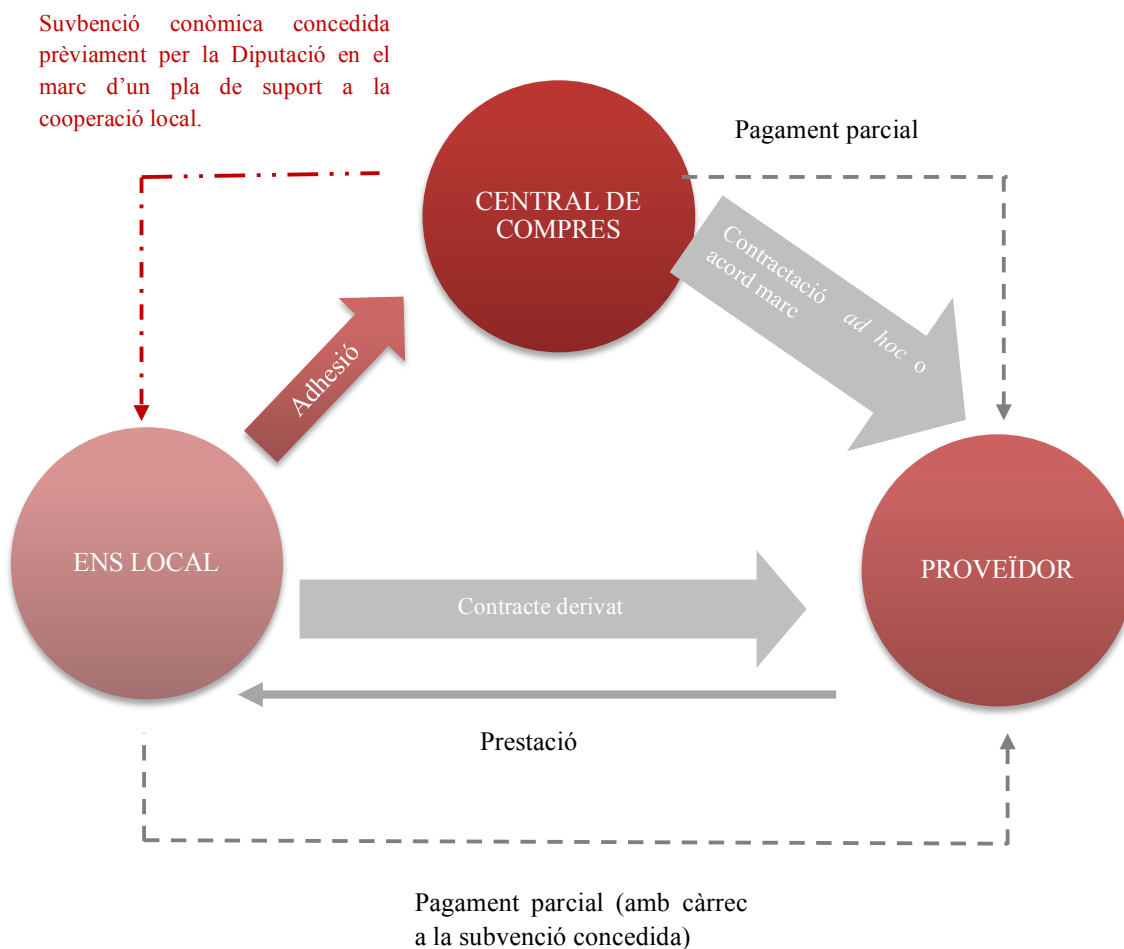 Suvbenció conòmica concedida
prèviament per la Diputació en el
marc d’un pla de suport a la
cooperació local.
Pagament parcial
CENTRAL DE
COMPRES
Contractació ad hoc o
acord marc
Adhesió
ENS LOCAL
PROVEÏDOR
Contracte derivat
Prestació
Pagament parcial (amb càrrec
a la subvenció concedida)